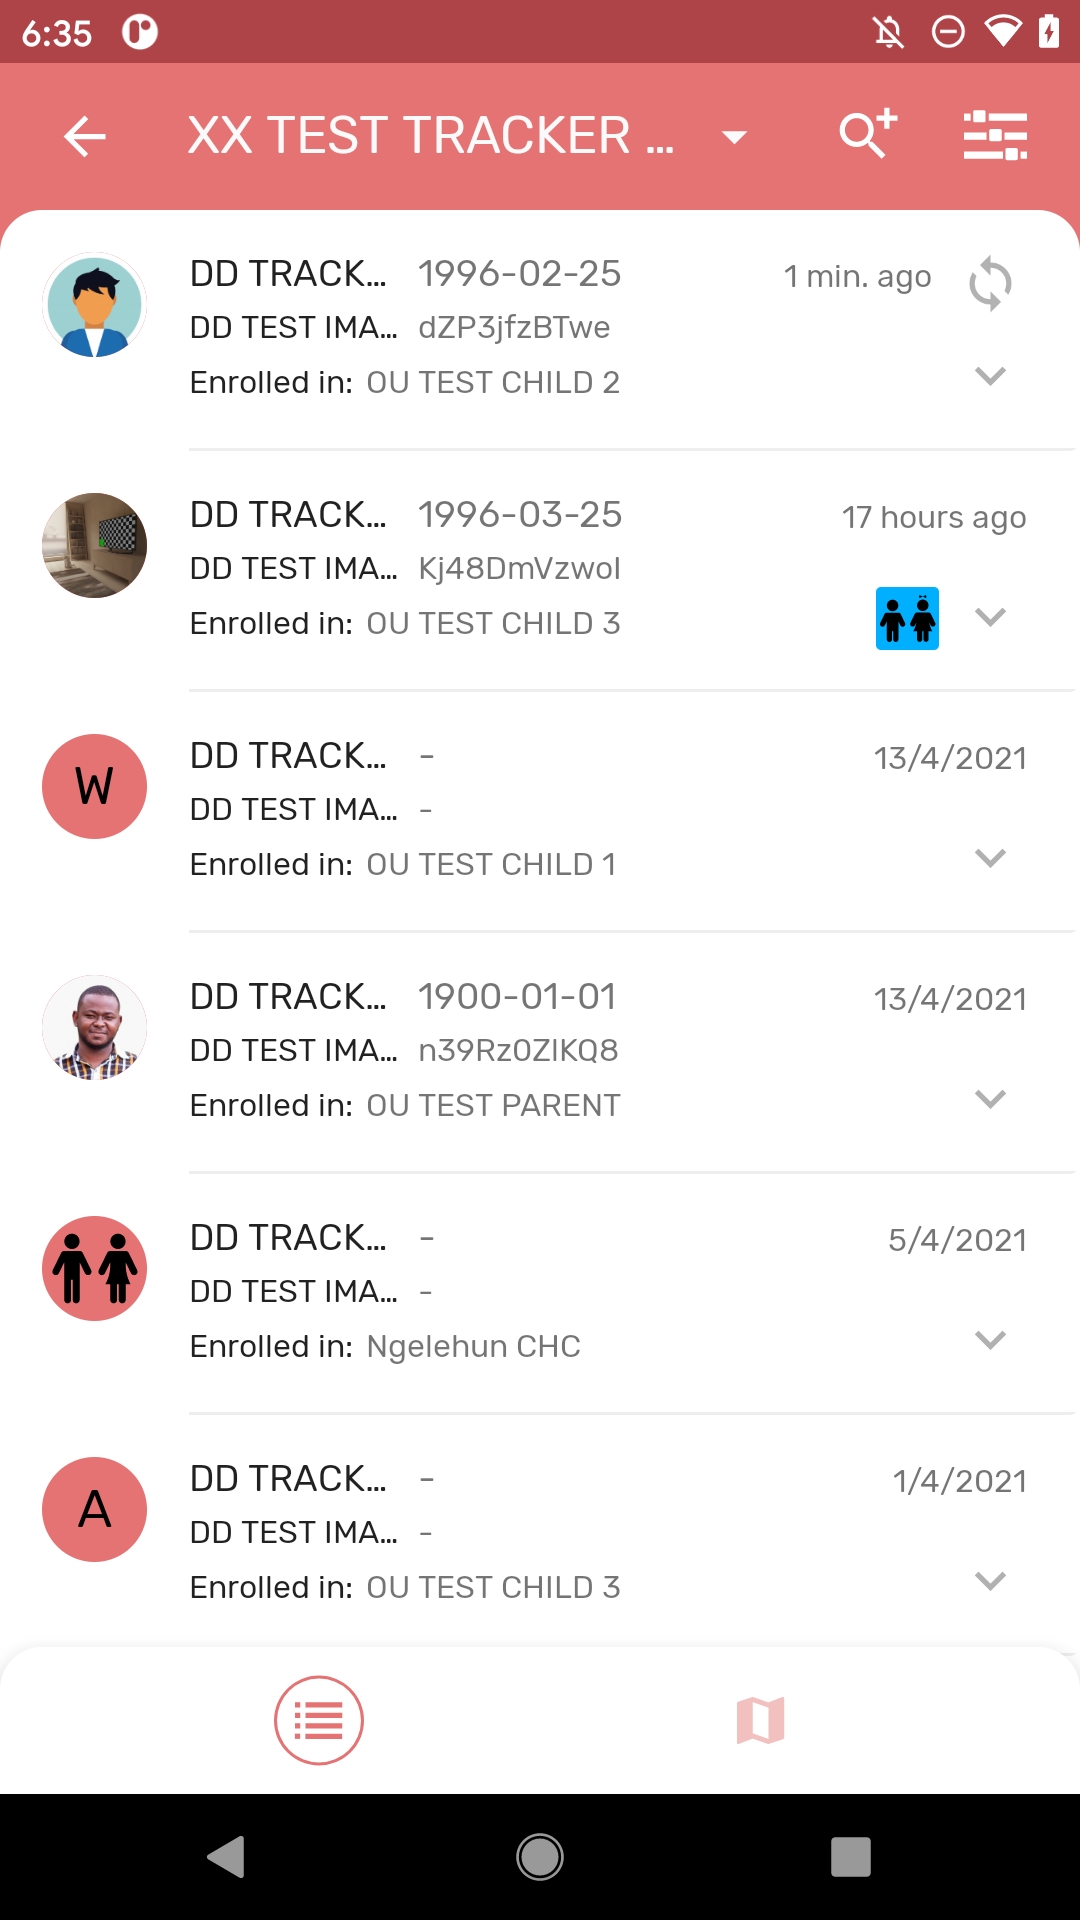 6:35
XX TEST TRACKER ...
DD TRACK... 1996-02-25 1 min. ago
DD TEST IMA... dZP3jfzBTwe
Enrolled in: OU TEST CHILD 2
DD TRACK... 1996-03-25 17 hours ago
DD TEST IMA... Kj48DmVzwol
Enrolled in: OU TEST CHILD 3
W DD TRACK... - 13/4/2021
DD TEST IMA... -
Enrolled in: OU TEST CHILD 1
DD TRACK... 1900-01-01 13/4/2021
DD TEST IMA... n39Rz0ZlKQ8
Enrolled in: OU TEST PARENT
DD TRACK... - 5/4/2021
DD TEST IMA... -
Enrolled in: Ngelehun CHC
A DD TRACK... - 1/4/2021
DD TEST IMA... -
Enrolled in: OU TEST CHILD 3